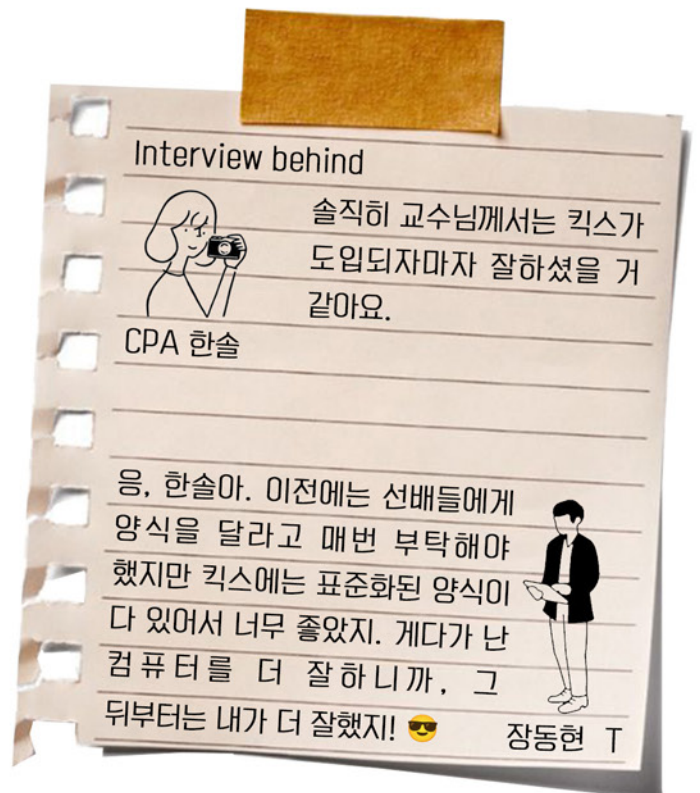 Interview behind
솔직히 교수님께서는 킥스가
도입되자마자 잘하셨을 거
같아요.
CPA 한솔
응, 한솔아. 이전에는 선배들에게
양식을 달라고 매번 부탁해야
했지만 킥스에는 표준화된 양식이
다 있어서 너무 좋았지. 게다가 난
컴퓨터를 더 잘하니까, 그
뒤부터는 내가 더 잘했지! 😎
장동현 T